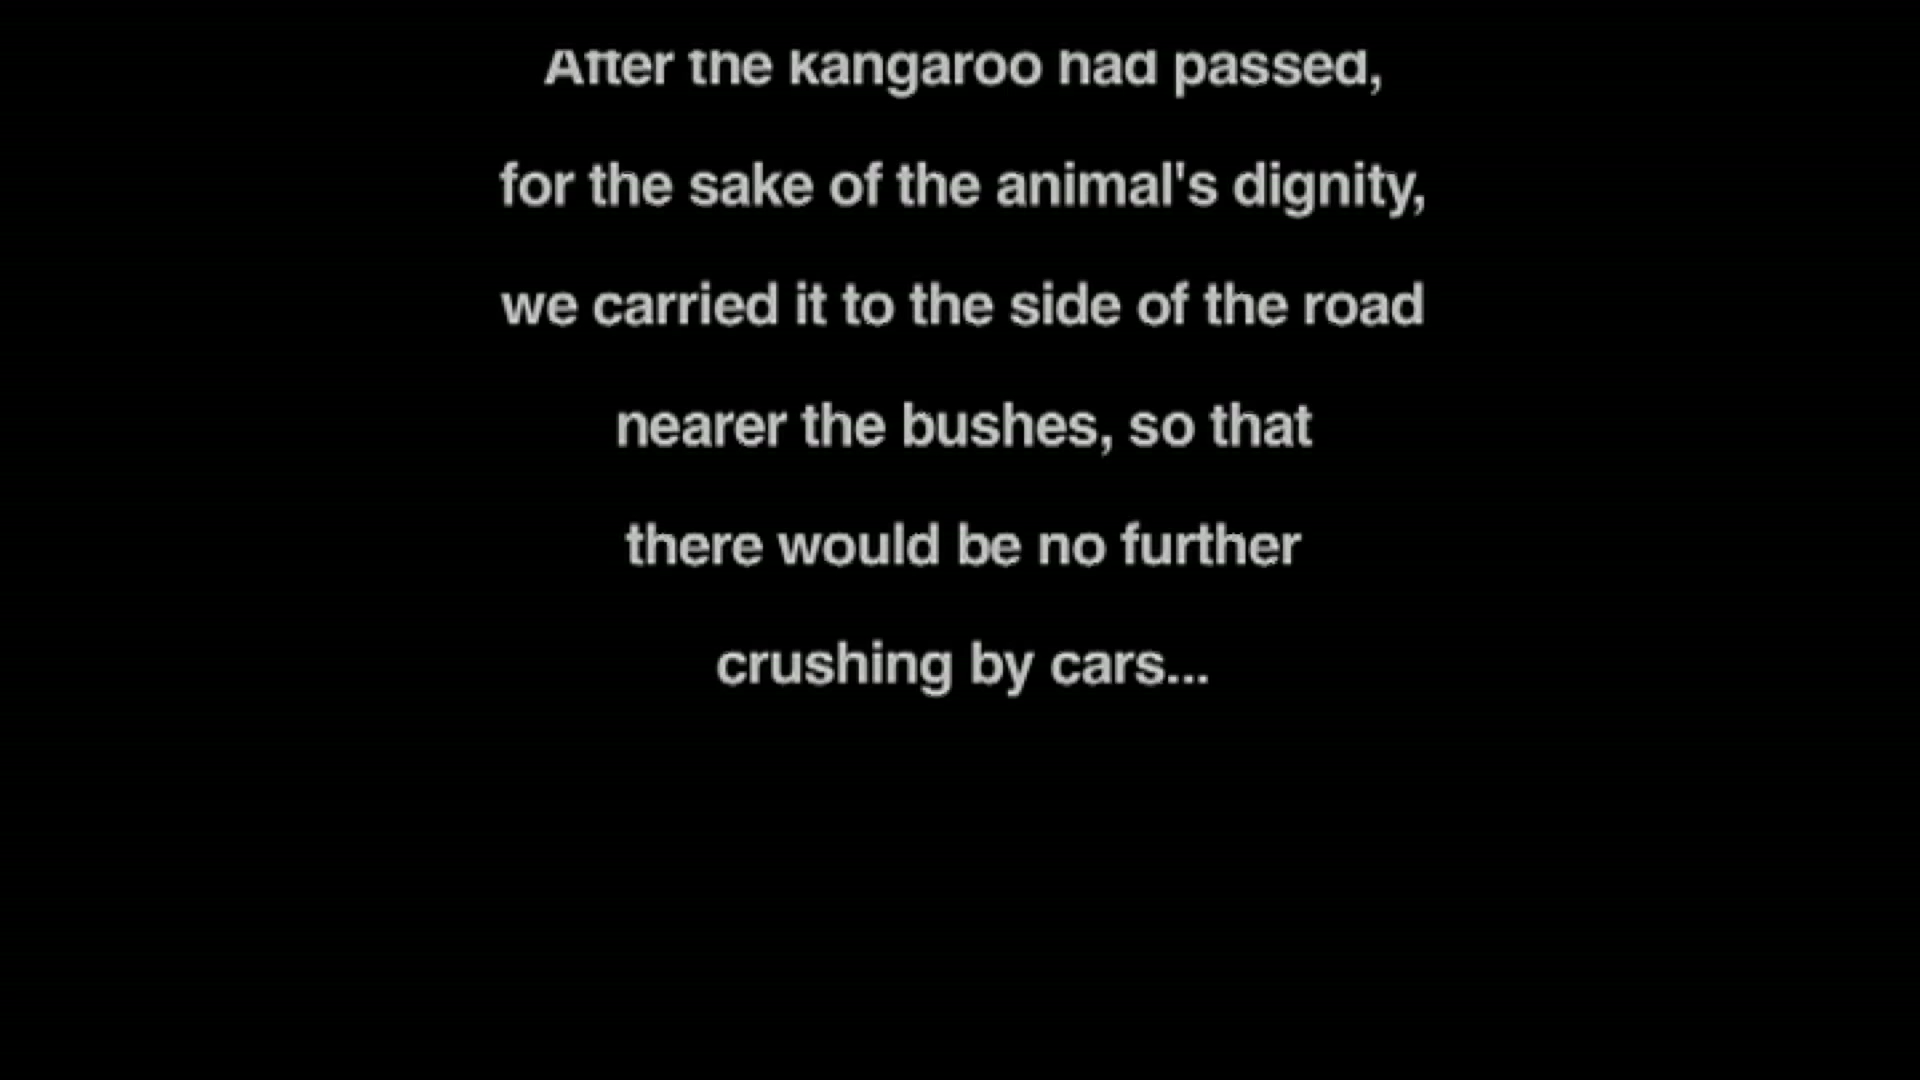 After the kangaroo had passed,
for the sake of the animal's dignity,
we carried it to the side of the road
nearer the bushes, so that
there would be no further
crushing by cars...